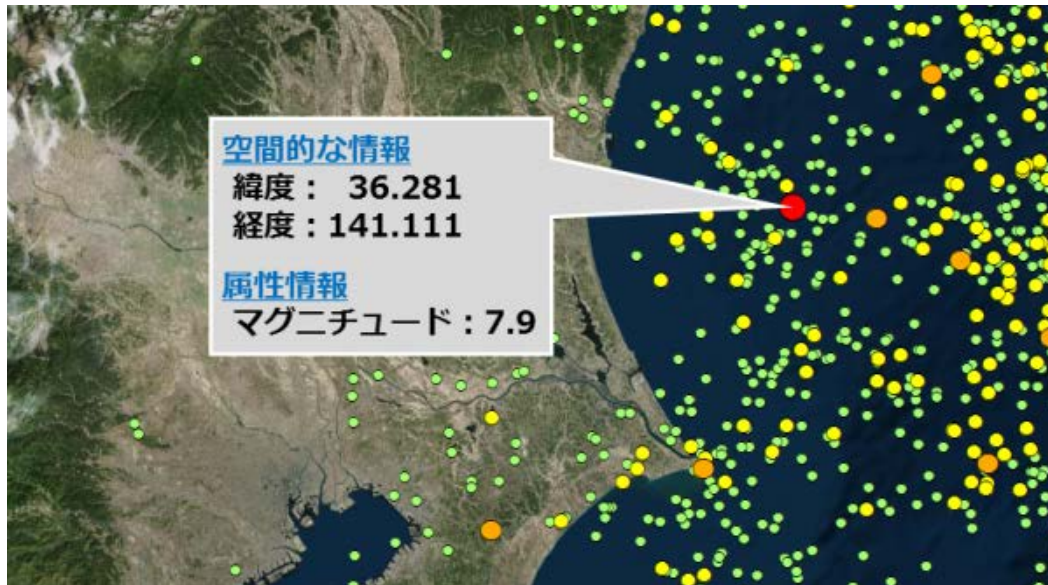 空間的な情報
緯度： 36.281
経度：141.111
属性情報
マグニチュード：7.9